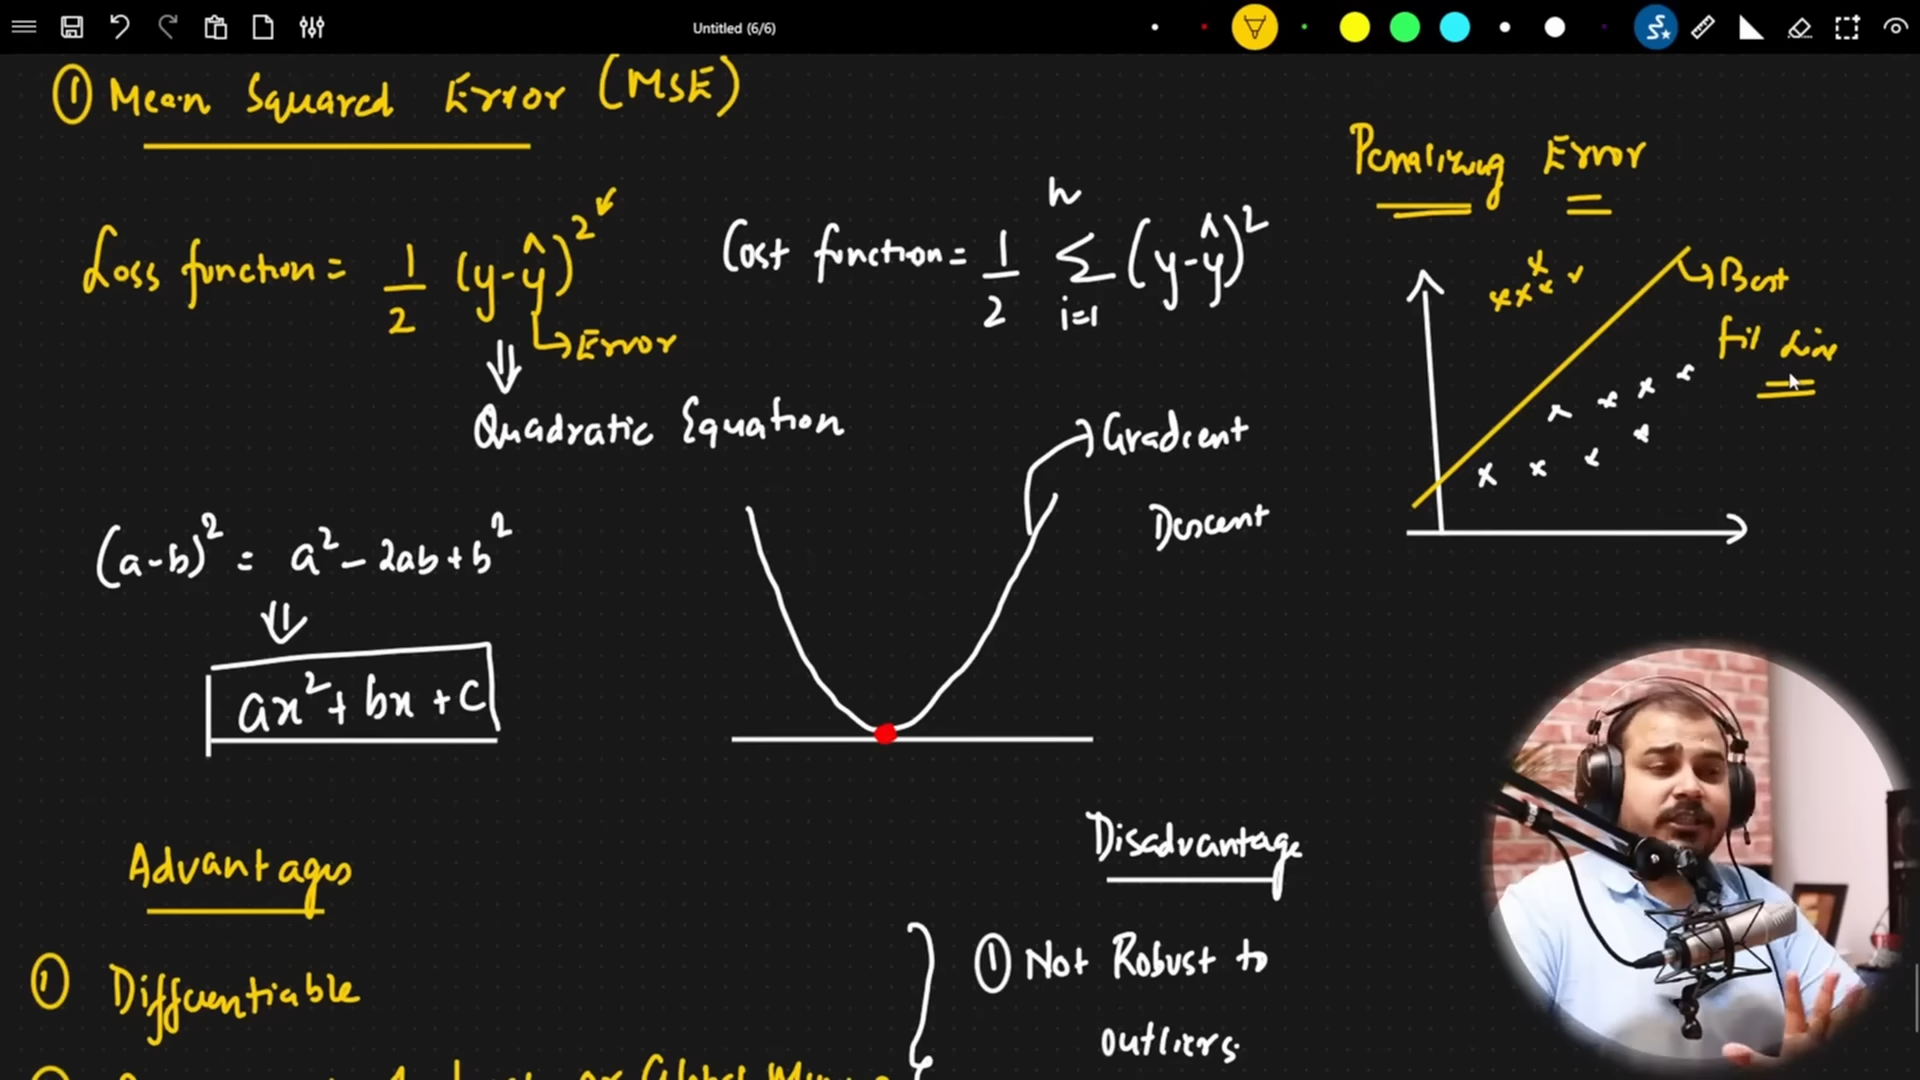 Untitled (6/6)
① Mean Squared Error (MSE)
Loss function = 1/2 (y-ŷ)²
Error
Quadratic Equation
(a-b)² = a² - 2ab + b²
ax² + bx + c
Cost function = 1/2 n∑i=1 (y-ŷ)²
Gradient
Descent
Penalizing Error
Best
fit Line
Advantages
① Differentiable
Disadvantage
① Not Robust to
outliers.